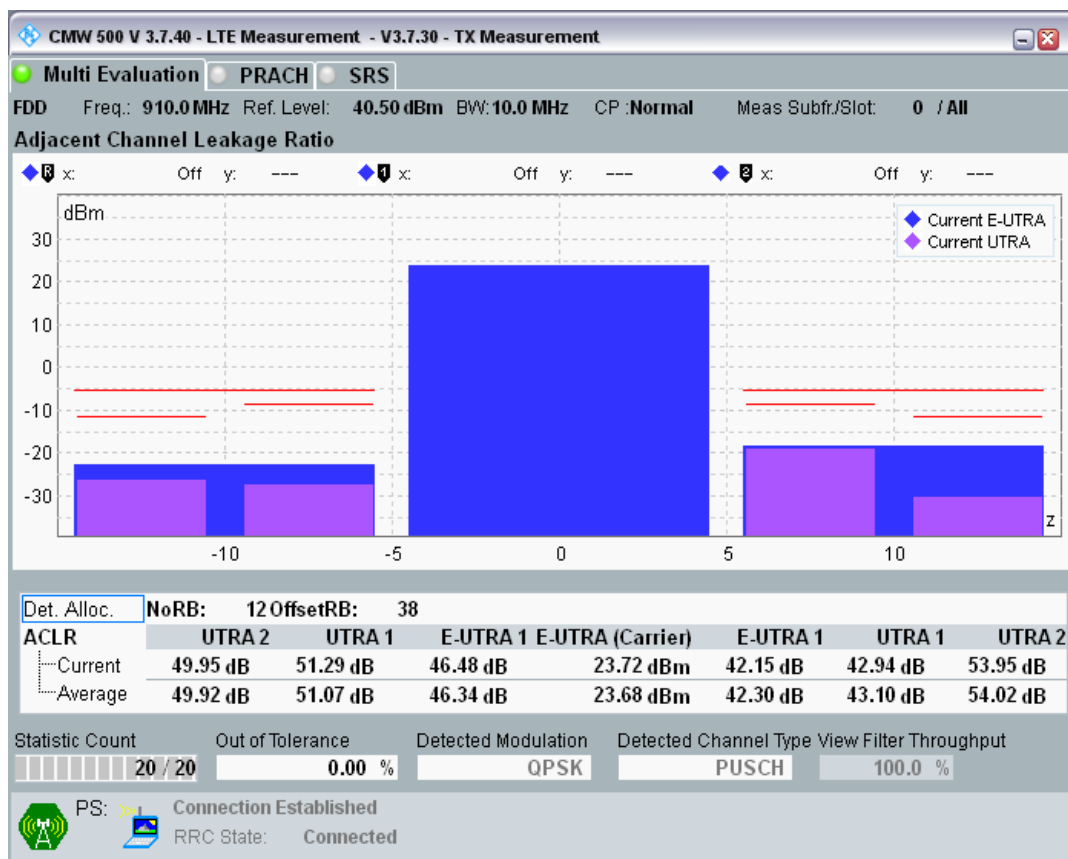 CMW 500 V 3.7.40 - LTE Measurement - V3.7.30 - TX Measurement
Multi Evaluation PRACH SRS
FDD Freq.: 910.0 MHz Ref. Level: 40.50 dBm BW: 10.0 MHz CP :Normal Meas Subfr./Slot: 0 / All
Adjacent Channel Leakage Ratio
R x: Off y: --- 1 x: Off y: --- 2 x: Off y: ---
dBm
Current E-UTRA
Current UTRA
30
20
10
0
-10
-20
-30
z
-10 -5 0 5 10
Det. Alloc. NoRB: 12 OffsetRB: 38
ACLR UTRA 2 UTRA 1 E-UTRA 1 E-UTRA (Carrier) E-UTRA 1 UTRA 1 UTRA 2
Current 49.95 dB 51.29 dB 46.48 dB 23.72 dBm 42.15 dB 42.94 dB 53.95 dB
Average 49.92 dB 51.07 dB 46.34 dB 23.68 dBm 42.30 dB 43.10 dB 54.02 dB
Statistic Count Out of Tolerance Detected Modulation Detected Channel Type View Filter Throughput
20 / 20 0.00 % QPSK PUSCH 100.0 %
PS: Connection Established
RRC State: Connected